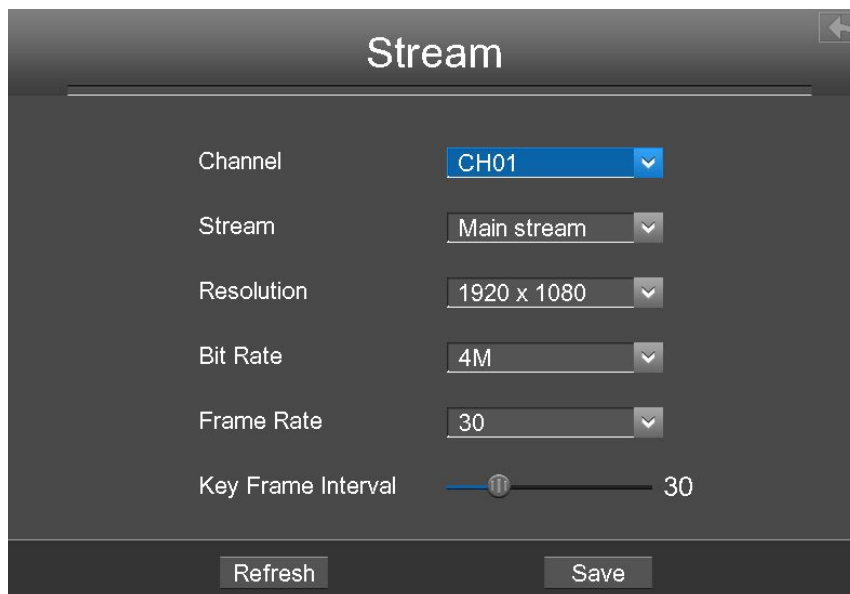 Stream
Channel CH01
Stream Main stream
Resolution 1920 x 1080
Bit Rate 4M
Frame Rate 30
Key Frame Interval 30
Refresh Save